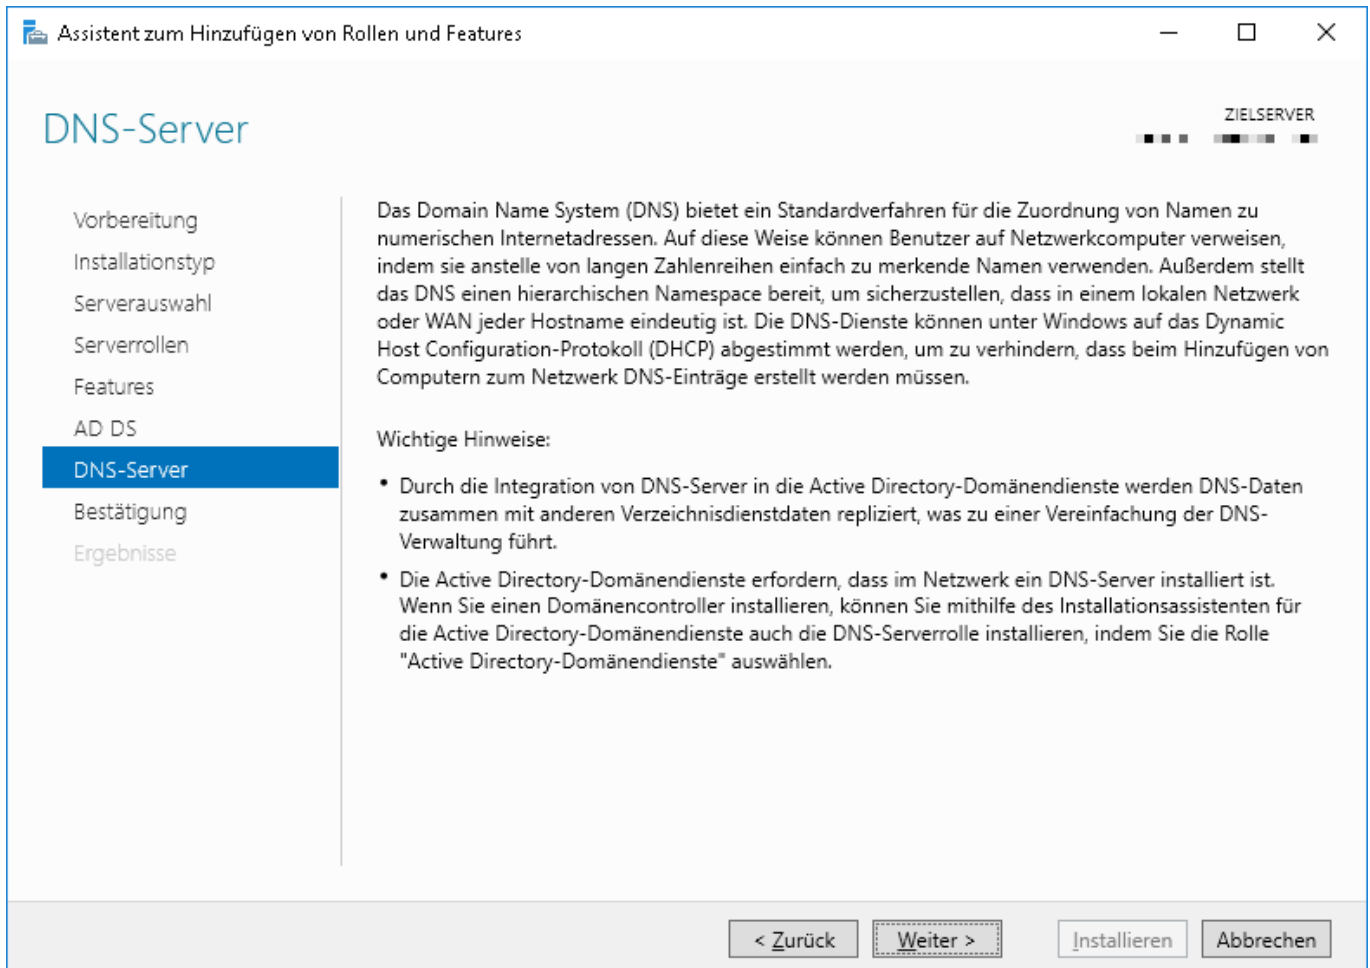 Assistent zum Hinzufügen von Rollen und Features
DNS-Server
ZIELSERVER
Vorbereitung
Installationstyp
Serverauswahl
Serverrollen
Features
AD DS
DNS-Server
Bestätigung
Ergebnisse
Das Domain Name System (DNS) bietet ein Standardverfahren für die Zuordnung von Namen zu
numerischen Internetadressen. Auf diese Weise können Benutzer auf Netzwerkcomputer verweisen,
indem sie anstelle von langen Zahlenreihen einfach zu merkende Namen verwenden. Außerdem stellt
das DNS einen hierarchischen Namespace bereit, um sicherzustellen, dass in einem lokalen Netzwerk
oder WAN jeder Hostname eindeutig ist. Die DNS-Dienste können unter Windows auf das Dynamic
Host Configuration-Protokoll (DHCP) abgestimmt werden, um zu verhindern, dass beim Hinzufügen von
Computern zum Netzwerk DNS-Einträge erstellt werden müssen.
Wichtige Hinweise:
• Durch die Integration von DNS-Server in die Active Directory-Domänendienste werden DNS-Daten
zusammen mit anderen Verzeichnisdienstdaten repliziert, was zu einer Vereinfachung der DNS-
Verwaltung führt.
• Die Active Directory-Domänendienste erfordern, dass im Netzwerk ein DNS-Server installiert ist.
Wenn Sie einen Domänencontroller installieren, können Sie mithilfe des Installationsassistenten für
die Active Directory-Domänendienste auch die DNS-Serverrolle installieren, indem Sie die Rolle
"Active Directory-Domänendienste" auswählen.
< Zurück
Weiter >
Installieren
Abbrechen